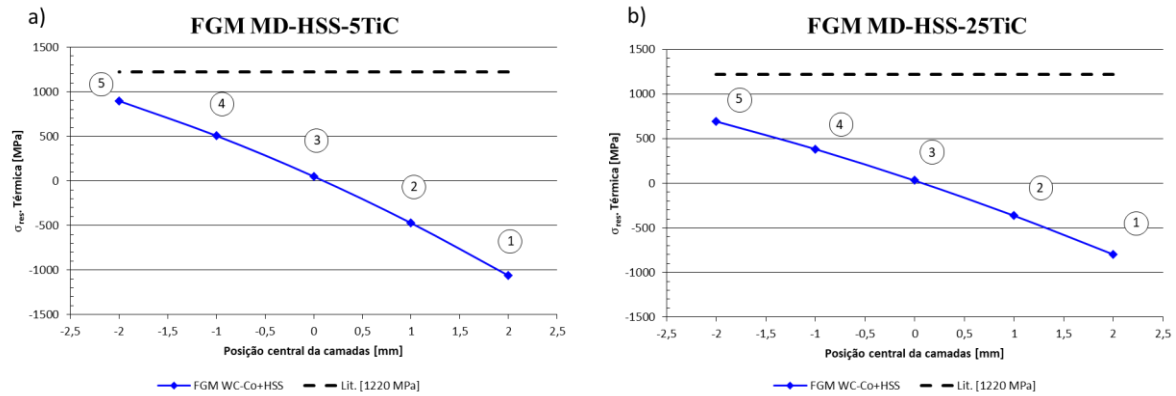 a)
FGM MD-HSS-5TiC
1500
1000
500
0
-500
-1000
-1500
σres. Térmica [MPa]
5
4
3
2
1
-2,5 -2 -1,5 -1 -0,5 0 0,5 1 1,5 2 2,5
Posição central da camadas [mm]
FGM WC-Co+HSS Lit. [1220 MPa]
b)
FGM MD-HSS-25TiC
1500
1000
500
0
-500
-1000
-1500
σres. Térmica [MPa]
5
4
3
2
1
-2,5 -2 -1,5 -1 -0,5 0 0,5 1 1,5 2 2,5
Posição central da camadas [mm]
FGM WC-Co+HSS Lit. [1220 MPa]